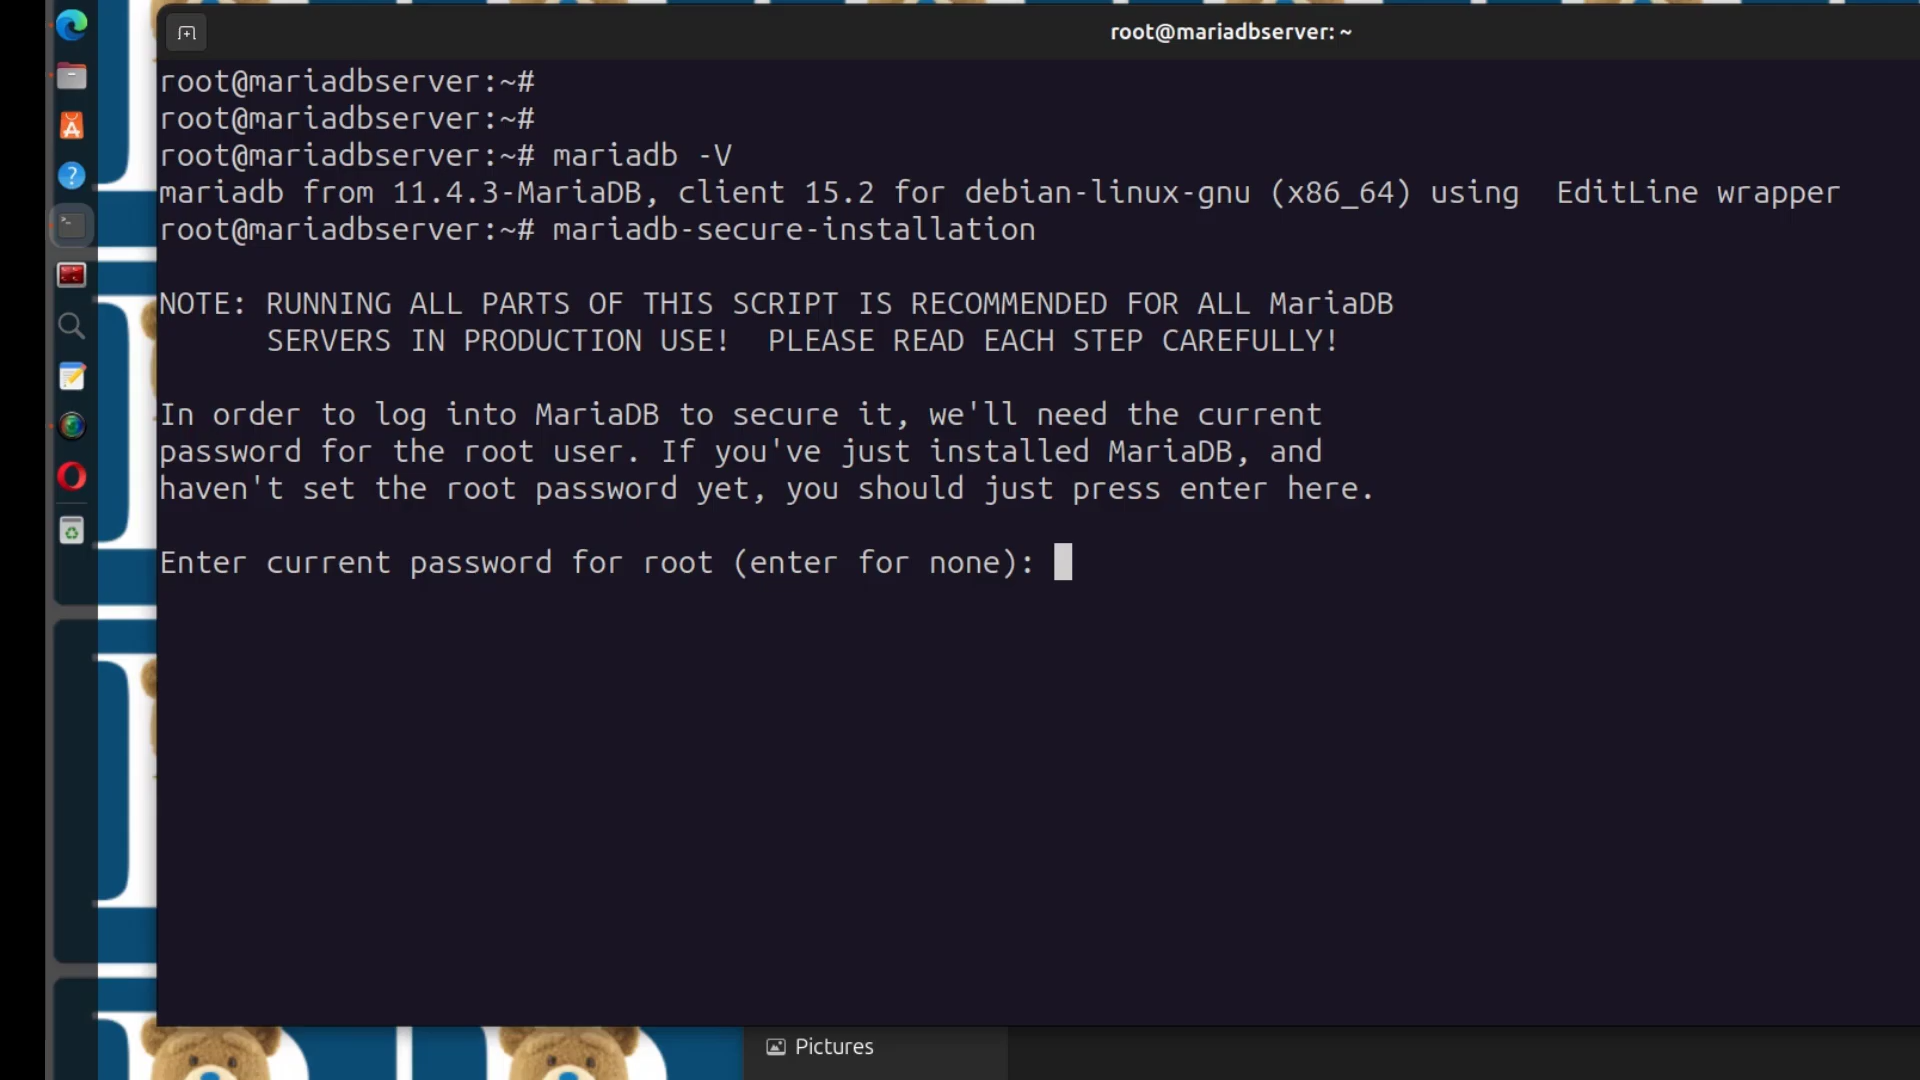 root@mariadbserver: ~
root@mariadbserver:~#
root@mariadbserver:~#
root@mariadbserver:~# mariadb -V
mariadb from 11.4.3-MariaDB, client 15.2 for debian-linux-gnu (x86_64) using  EditLine wrapper
root@mariadbserver:~# mariadb-secure-installation
NOTE: RUNNING ALL PARTS OF THIS SCRIPT IS RECOMMENDED FOR ALL MariaDB
      SERVERS IN PRODUCTION USE!  PLEASE READ EACH STEP CAREFULLY!
In order to log into MariaDB to secure it, we'll need the current
password for the root user. If you've just installed MariaDB, and
haven't set the root password yet, you should just press enter here.
Enter current password for root (enter for none):
Pictures